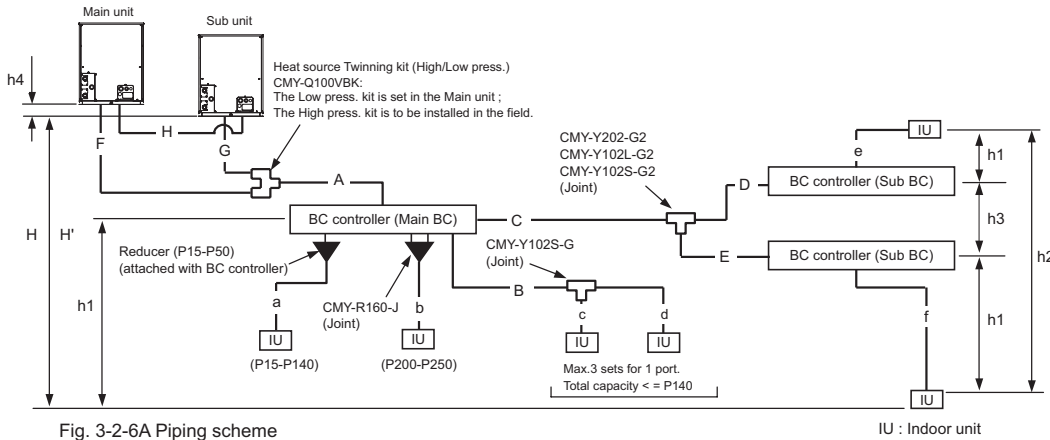 Main unit
Sub unit
Heat source Twinning kit (High/Low press.)
CMY-Q100VBK:
The Low press. kit is set in the Main unit ;
The High press. kit is to be installed in the field.
h4
H
F
G
A
CMY-Y202-G2
CMY-Y102L-G2
CMY-Y102S-G2
(Joint)
IU
e
h1
D
BC controller (Sub BC)
BC controller (Main BC)
C
h3
H
H'
h2
Reducer (P15-P50)
(attached with BC controller)
CMY-Y102S-G
(Joint)
E
BC controller (Sub BC)
h1
a
CMY-R160-J
(Joint)
b
B
c
d
f
h1
IU
IU
IU
IU
(P15-P140)
(P200-P250)
Max.3 sets for 1 port.
Total capacity < = P140
IU
Fig. 3-2-6A Piping scheme
IU : Indoor unit